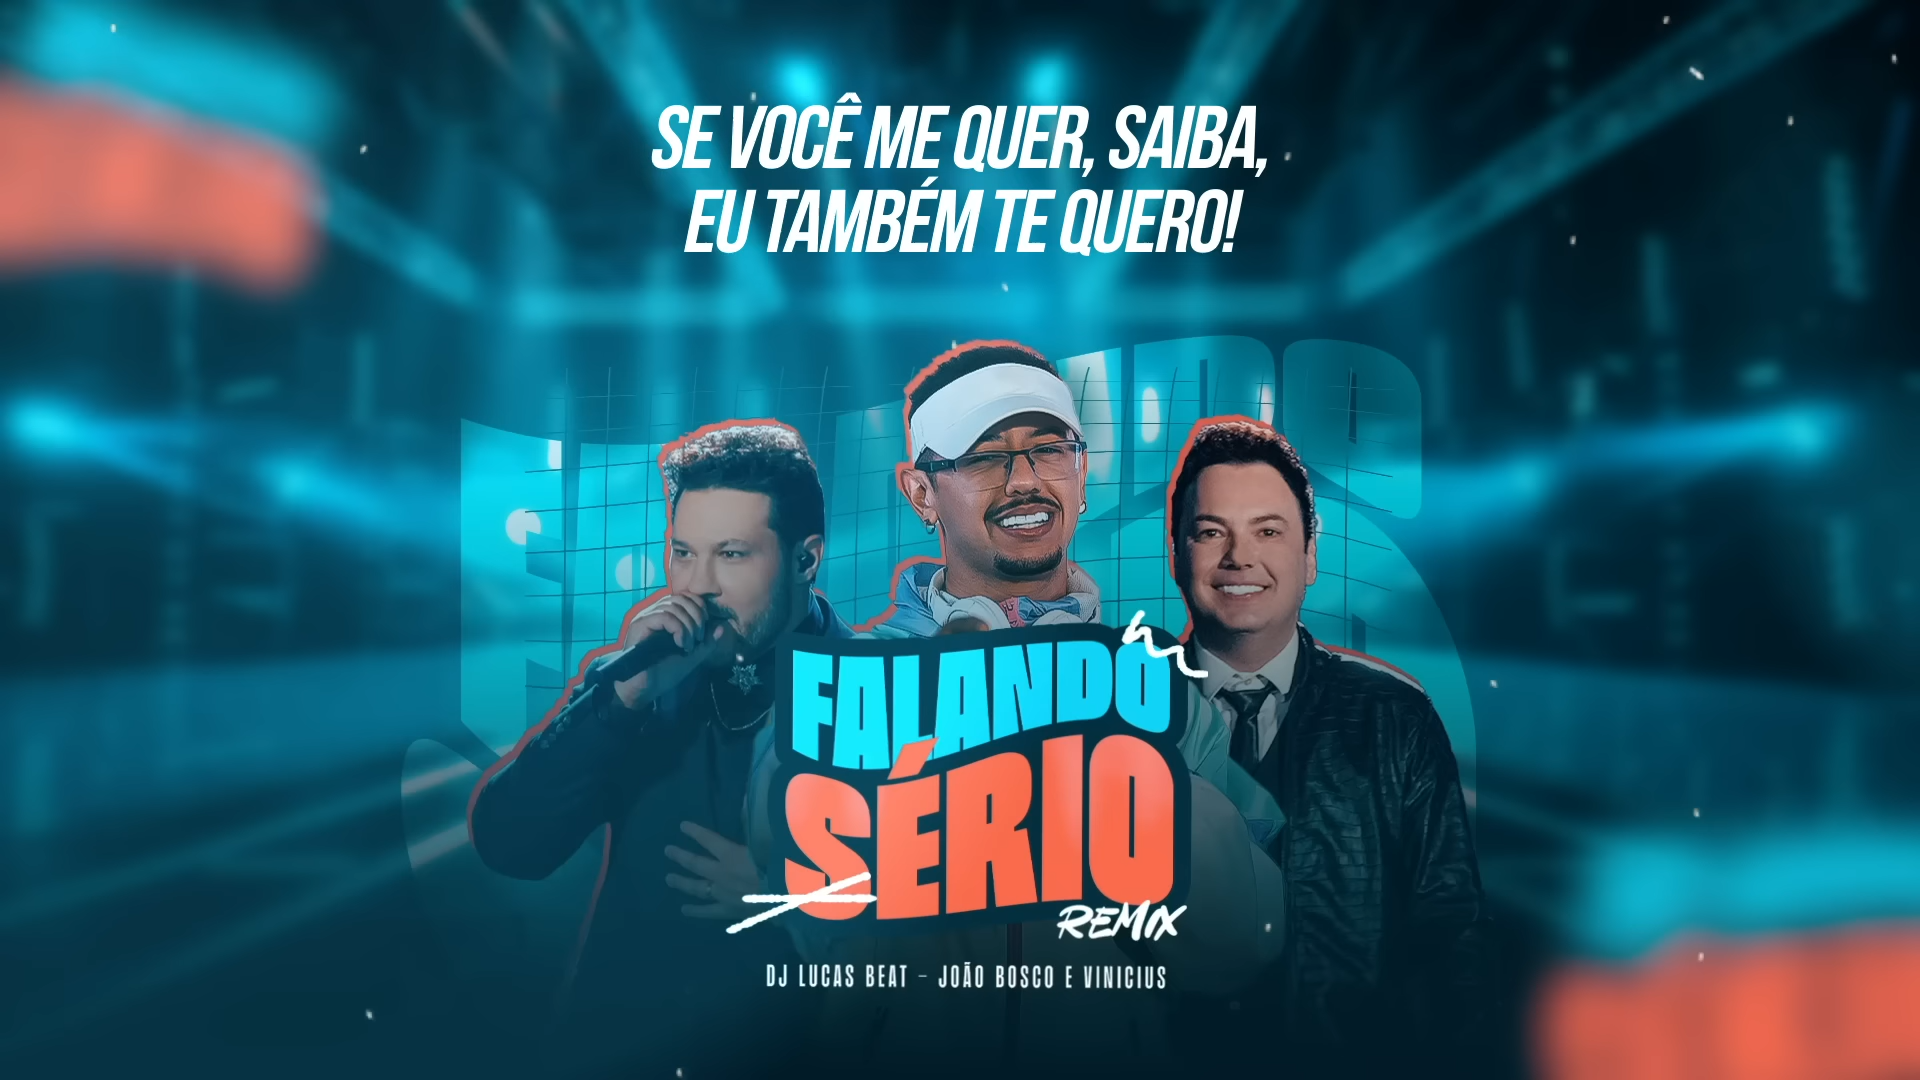 SE VOCÊ ME QUER, SAIBA,
EU TAMBÉM TE QUERO!
FALANDO
SÉRIO
REMIX
DJ LUCAS BEAT - JOÃO BOSCO E VINICIUS